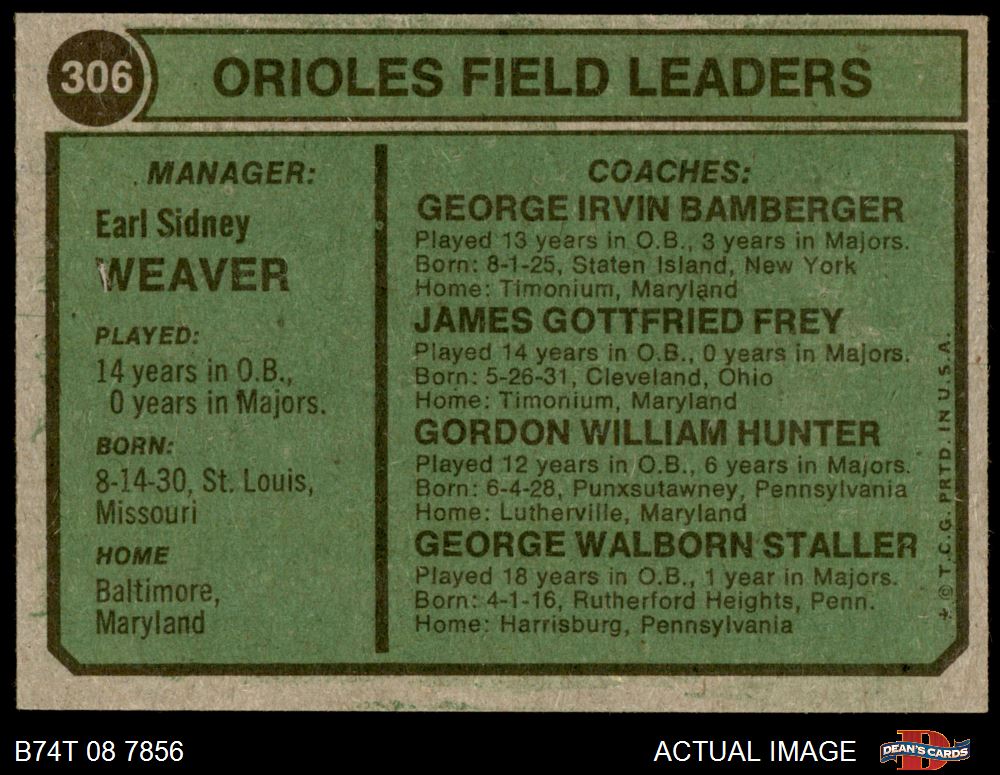 306
ORIOLES FIELD LEADERS
MANAGER:
Earl Sidney
WEAVER
PLAYED:
14 years in O.B.,
0 years in Majors.
BORN:
8-14-30, St. Louis,
Missouri
HOME
Baltimore,
Maryland
COACHES:
GEORGE IRVIN BAMBERGER
Played 13 years in O.B., 3 years in Majors.
Born: 8-1-25, Staten Island, New York
Home: Timonium, Maryland
JAMES GOTTFRIED FREY
Played 14 years in O.B., 0 years in Majors.
Born: 5-26-31, Cleveland, Ohio
Home: Timonium, Maryland
GORDON WILLIAM HUNTER
Played 12 years in O.B., 6 years in Majors.
Born: 6-4-28, Punxsutawney, Pennsylvania
Home: Lutherville, Maryland
GEORGE WALBORN STALLER
Played 18 years in O.B., 1 year in Majors.
Born: 4-1-16, Rutherford Heights, Penn.
Home: Harrisburg, Pennsylvania
* © T.C.G. PRTD. IN U.S.A.
B74T 08 7856
ACTUAL IMAGE
D
DEAN'S CARDS